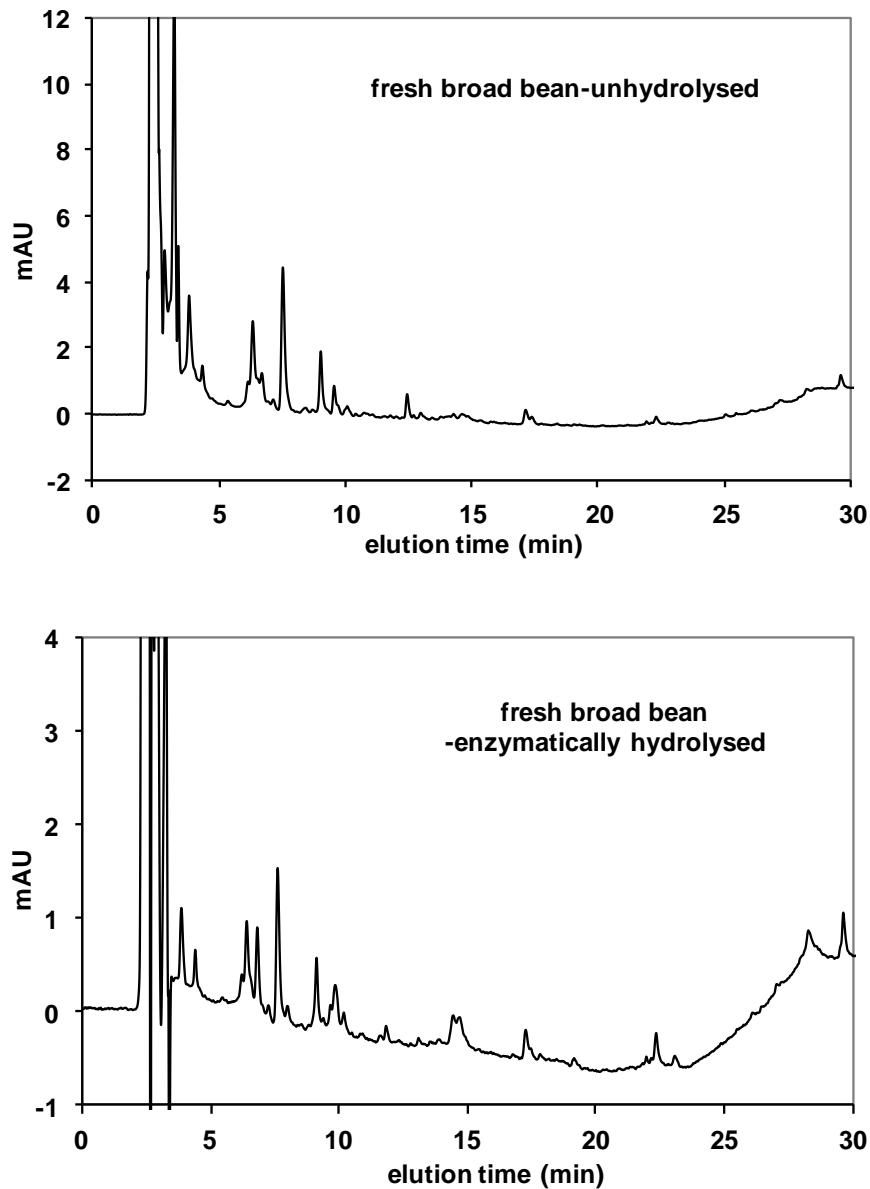 12
10
8
6
4
2
0
-2
mAU
fresh broad bean-unhydrolysed
0 5 10 15 20 25 30
elution time (min)
4
3
2
1
0
-1
mAU
fresh broad bean
-enzymatically hydrolysed
0 5 10 15 20 25 30
elution time (min)